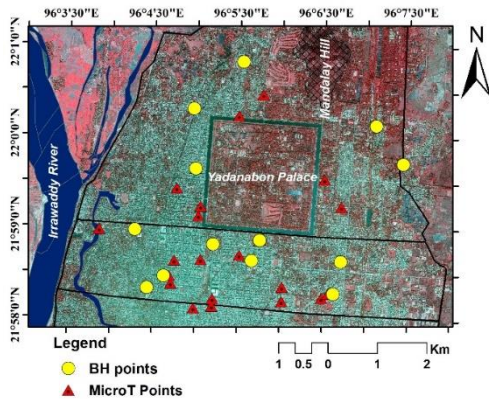 96°3'30"E 96°4'30"E 96°5'30"E 96°6'30"E 96°7'30"E
N
22°1'0"N
22°0'0"N
21°59'0"N
21°58'0"N
Irrawaddy River
Mandalay Hill
Yadanabon Palace
Legend
BH points
MicroT Points
Km
1 0.5 0 1 2